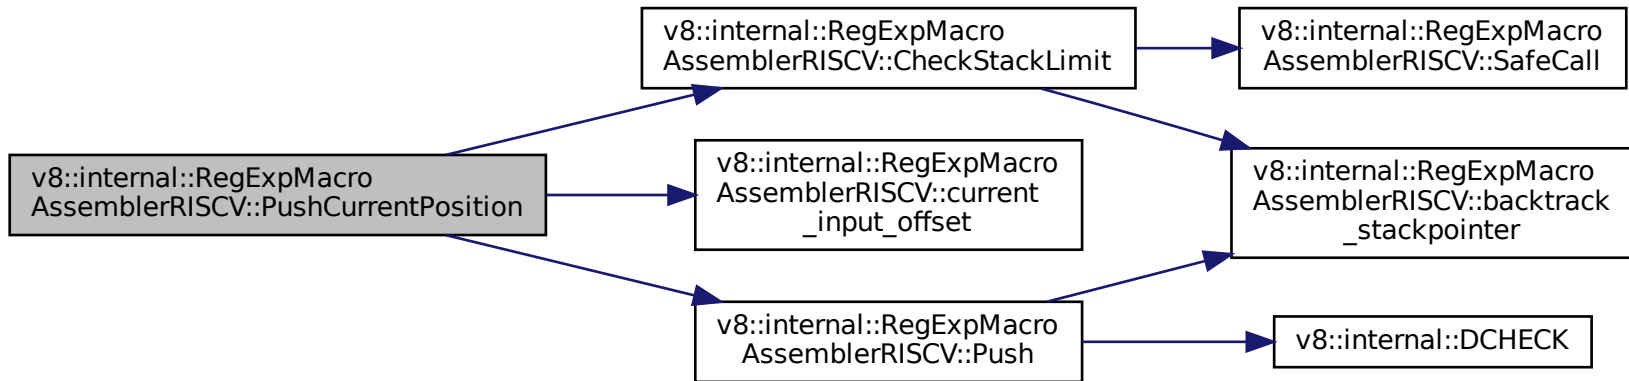 v8::internal::RegExpMacro
AssemblerRISCV::PushCurrentPosition
v8::internal::RegExpMacro
AssemblerRISCV::CheckStackLimit
v8::internal::RegExpMacro
AssemblerRISCV::current
_input_offset
v8::internal::RegExpMacro
AssemblerRISCV::Push
v8::internal::RegExpMacro
AssemblerRISCV::SafeCall
v8::internal::RegExpMacro
AssemblerRISCV::backtrack
_stackpointer
v8::internal::DCHECK